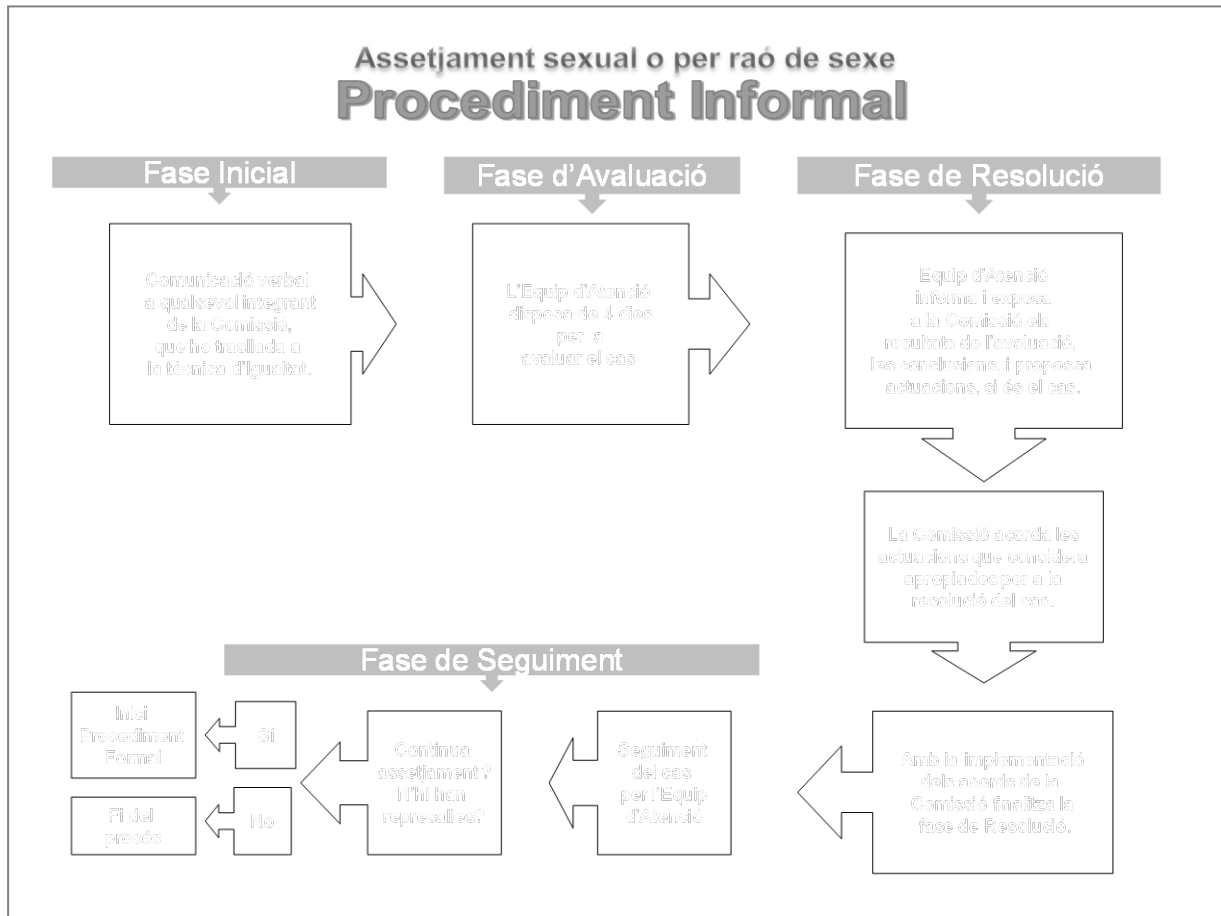 Assetjament sexual o per raó de sexe
Procediment Informal
Fase Inicial
Comunicació verbal
a qualsevol integrant
de la Comissió,
que ho trasllada a
la tècnica d'Igualtat.
Fase d'Avaluació
L'Equip d'Atenció
disposa de 4 dies
per a
avaluar el cas
Fase de Resolució
Equip d'Atenció
informa i exposa
a la Comissió els
resultats de l'avaluació,
les conclusions, i proposa
actuacions, si és el cas.
La Comissió acorda les
actuacions que considera
apropiades per a la
resolució del cas.
Amb la implementació
dels acords de la
Comissió finalitza la
fase de Resolució.
Fase de Seguiment
Seguiment
del cas
per l'Equip
d'Atenció
Continua
assetjament ?
N'hi han
represalies?
Sí
Inici
Procediment
Formal
No
Fi del
procés